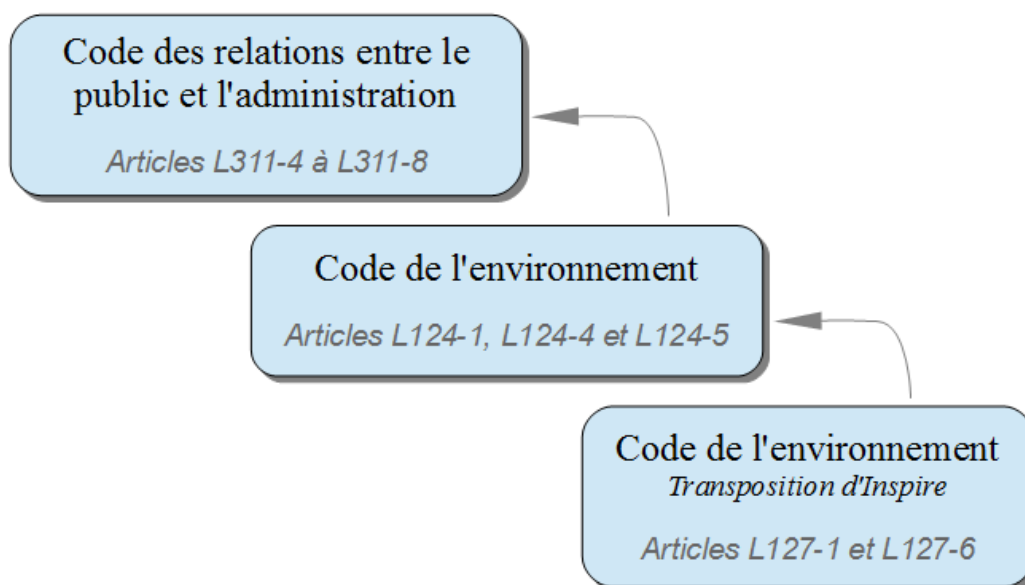 Code des relations entre le
public et l'administration
Articles L311-4 à L311-8
Code de l'environnement
Articles L124-1, L124-4 et L124-5
Code de l'environnement
Transposition d'Inspire
Articles L127-1 et L127-6